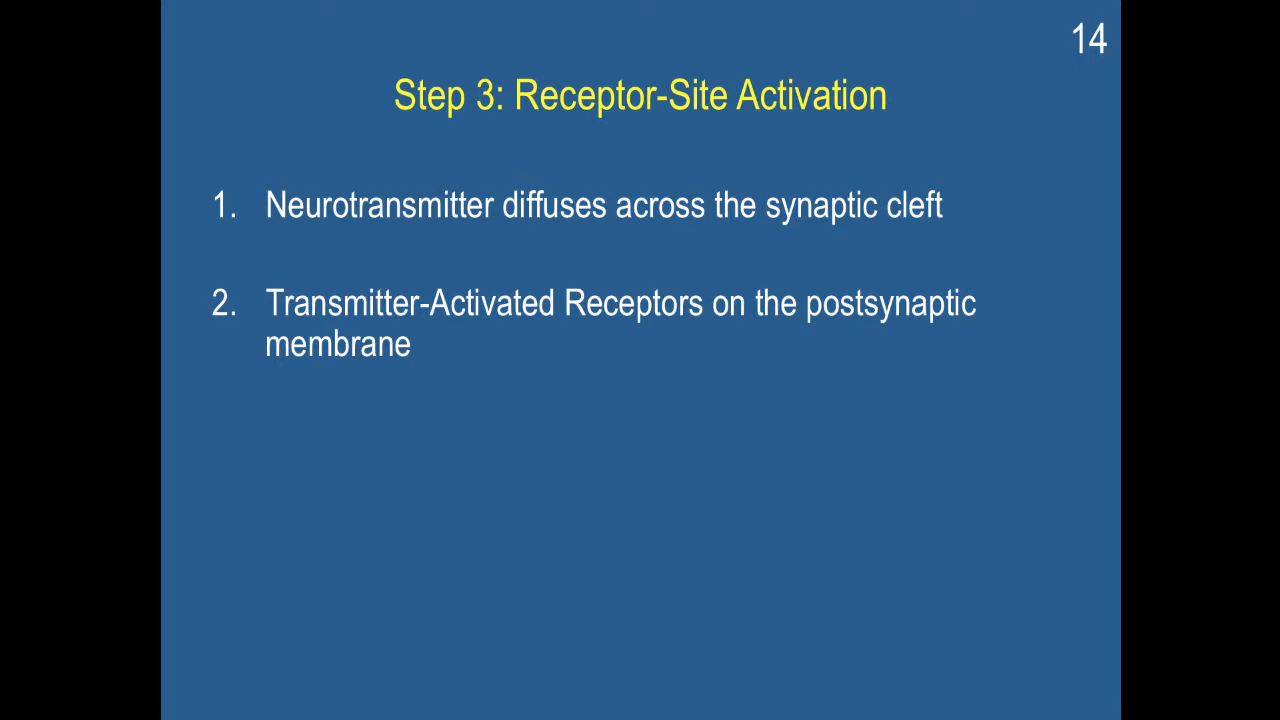 14
Step 3: Receptor-Site Activation
1. Neurotransmitter diffuses across the synaptic cleft
2. Transmitter-Activated Receptors on the postsynaptic
membrane